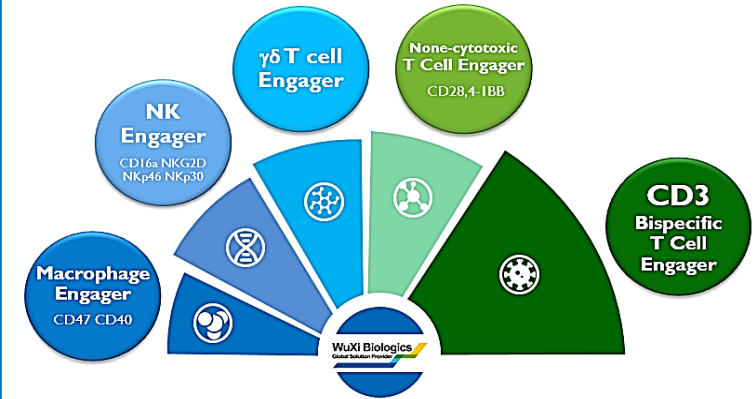 Macrophage
Engager
CD47 CD40
NK
Engager
CD16a NKG2D
NKp46 NKp30
γδ T cell
Engager
None-cytotoxic
T Cell Engager
CD28,4-1BB
CD3
Bispecific
T Cell
Engager
WuXi Biologics
Global Solution Provider